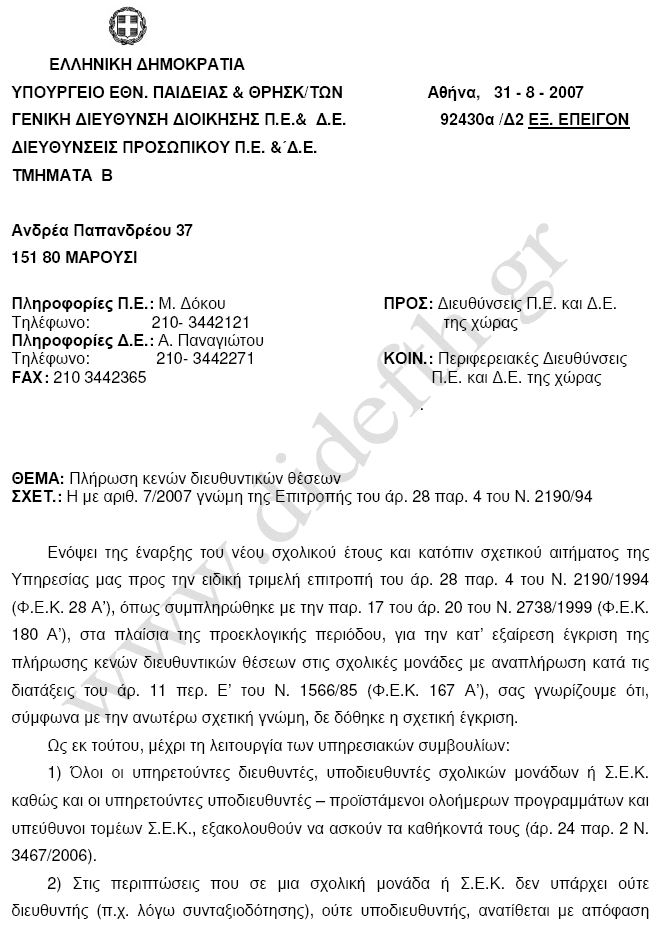 ΕΛΛΗΝΙΚΗ ΔΗΜΟΚΡΑΤΙΑ
ΥΠΟΥΡΓΕΙΟ ΕΘΝ. ΠΑΙΔΕΙΑΣ & ΘΡΗΣΚ/ΤΩΝ Αθήνα, 31 - 8 - 2007
ΓΕΝΙΚΗ ΔΙΕΥΘΥΝΣΗ ΔΙΟΙΚΗΣΗΣ Π.Ε.& Δ.Ε. 92430α /Δ2 ΕΞ. ΕΠΕΙΓΟΝ
ΔΙΕΥΘΥΝΣΕΙΣ ΠΡΟΣΩΠΙΚΟΥ Π.Ε. &΄Δ.Ε.
ΤΜΗΜΑΤΑ Β
Ανδρέα Παπανδρέου 37
151 80 ΜΑΡΟΥΣΙ
Πληροφορίες Π.Ε.: Μ. Δόκου ΠΡΟΣ: Διευθύνσεις Π.Ε. και Δ.Ε.
Τηλέφωνο: 210- 3442121 της χώρας
Πληροφορίες Δ.Ε.: Α. Παναγιώτου
Τηλέφωνο: 210- 3442271 ΚΟΙΝ.: Περιφερειακές Διευθύνσεις
FAX: 210 3442365 Π.Ε. και Δ.Ε. της χώρας
.
ΘΕΜΑ: Πλήρωση κενών διευθυντικών θέσεων
ΣΧΕΤ.: Η με αριθ. 7/2007 γνώμη της Επιτροπής του άρ. 28 παρ. 4 του Ν. 2190/94
Ενόψει της έναρξης του νέου σχολικού έτους και κατόπιν σχετικού αιτήματος της
Υπηρεσίας μας προς την ειδική τριμελή επιτροπή του άρ. 28 παρ. 4 του Ν. 2190/1994
(Φ.Ε.Κ. 28 Α’), όπως συμπληρώθηκε με την παρ. 17 του άρ. 20 του Ν. 2738/1999 (Φ.Ε.Κ.
180 Α’), στα πλαίσια της προεκλογικής περιόδου, για την κατ’ εξαίρεση έγκριση της
πλήρωσης κενών διευθυντικών θέσεων στις σχολικές μονάδες με αναπλήρωση κατά τις
διατάξεις του άρ. 11 περ. Ε’ του Ν. 1566/85 (Φ.Ε.Κ. 167 Α’), σας γνωρίζουμε ότι,
σύμφωνα με την ανωτέρω σχετική γνώμη, δε δόθηκε η σχετική έγκριση.
Ως εκ τούτου, μέχρι τη λειτουργία των υπηρεσιακών συμβουλίων:
1) Όλοι οι υπηρετούντες διευθυντές, υποδιευθυντές σχολικών μονάδων ή Σ.Ε.Κ.
καθώς και οι υπηρετούντες υποδιευθυντές – προϊστάμενοι ολοήμερων προγραμμάτων και
υπεύθυνοι τομέων Σ.Ε.Κ., εξακολουθούν να ασκούν τα καθήκοντά τους (άρ. 24 παρ. 2 Ν.
3467/2006).
2) Στις περιπτώσεις που σε μια σχολική μονάδα ή Σ.Ε.Κ. δεν υπάρχει ούτε
διευθυντής (π.χ. λόγω συνταξιοδότησης), ούτε υποδιευθυντής, ανατίθεται με απόφαση
www.didefth.gr